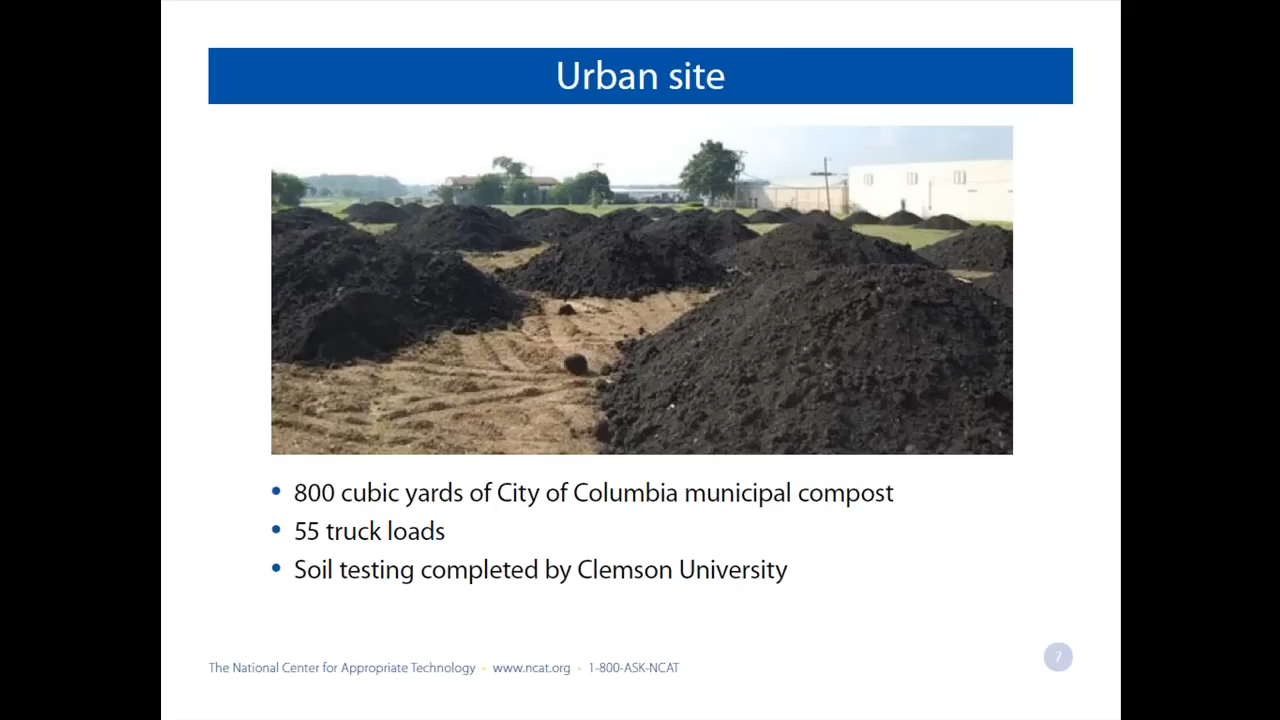 Urban site
• 800 cubic yards of City of Columbia municipal compost
• 55 truck loads
• Soil testing completed by Clemson University
The National Center for Appropriate Technology • www.ncat.org • 1-800-ASK-NCAT
7